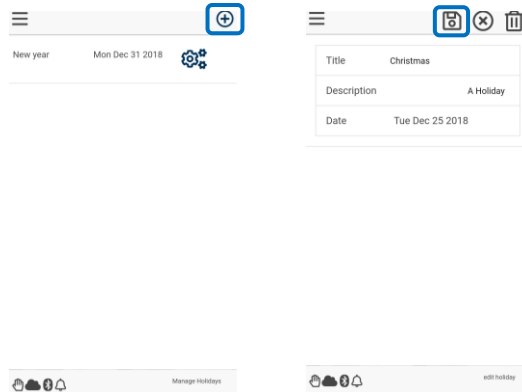 New year Mon Dec 31 2018
Manage Holidays
Title Christmas
Description A Holiday
Date Tue Dec 25 2018
edit holiday